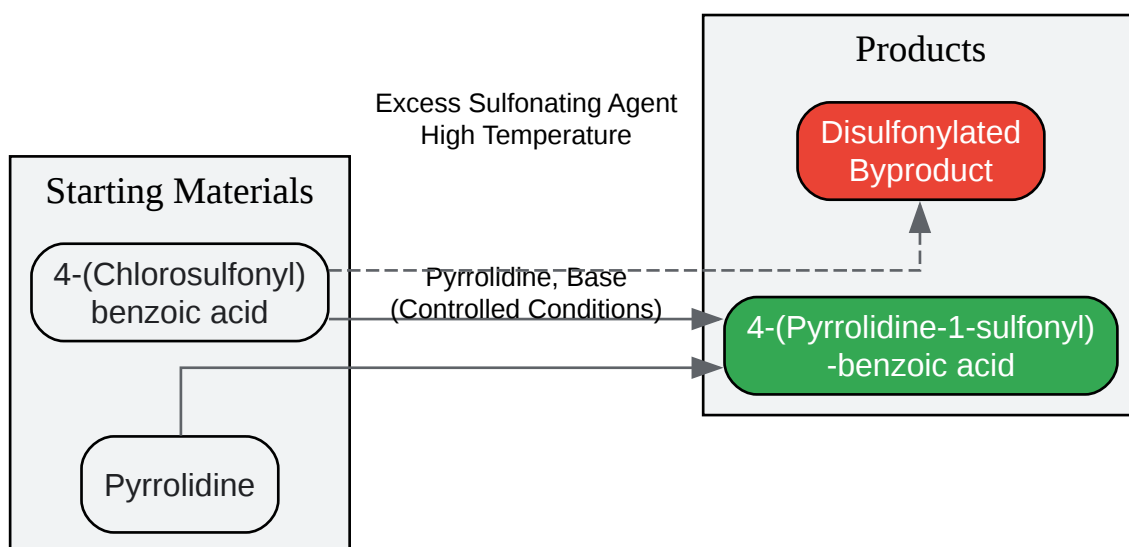 Products
Excess Sulfonating Agent
High Temperature
Disulfonylated
Byproduct
Starting Materials
4-(Chlorosulfonyl)
benzoic acid
Pyrrolidine, Base
(Controlled Conditions)
4-(Pyrrolidine-1-sulfonyl)
-benzoic acid
Pyrrolidine